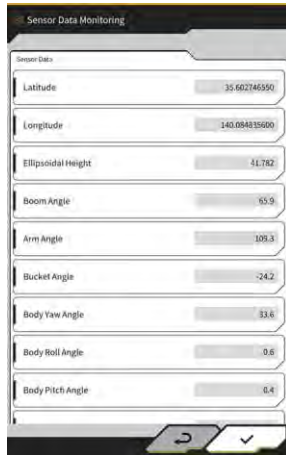 Sensor Data Monitoring
Sensor Data
Latitude 35.602746550
Longitude 140.084835600
Ellipsoidal Height 41.782
Boom Angle 65.9
Arm Angle 109.3
Bucket Angle -24.2
Body Yaw Angle 33.6
Body Roll Angle 0.6
Body Pitch Angle 0.4